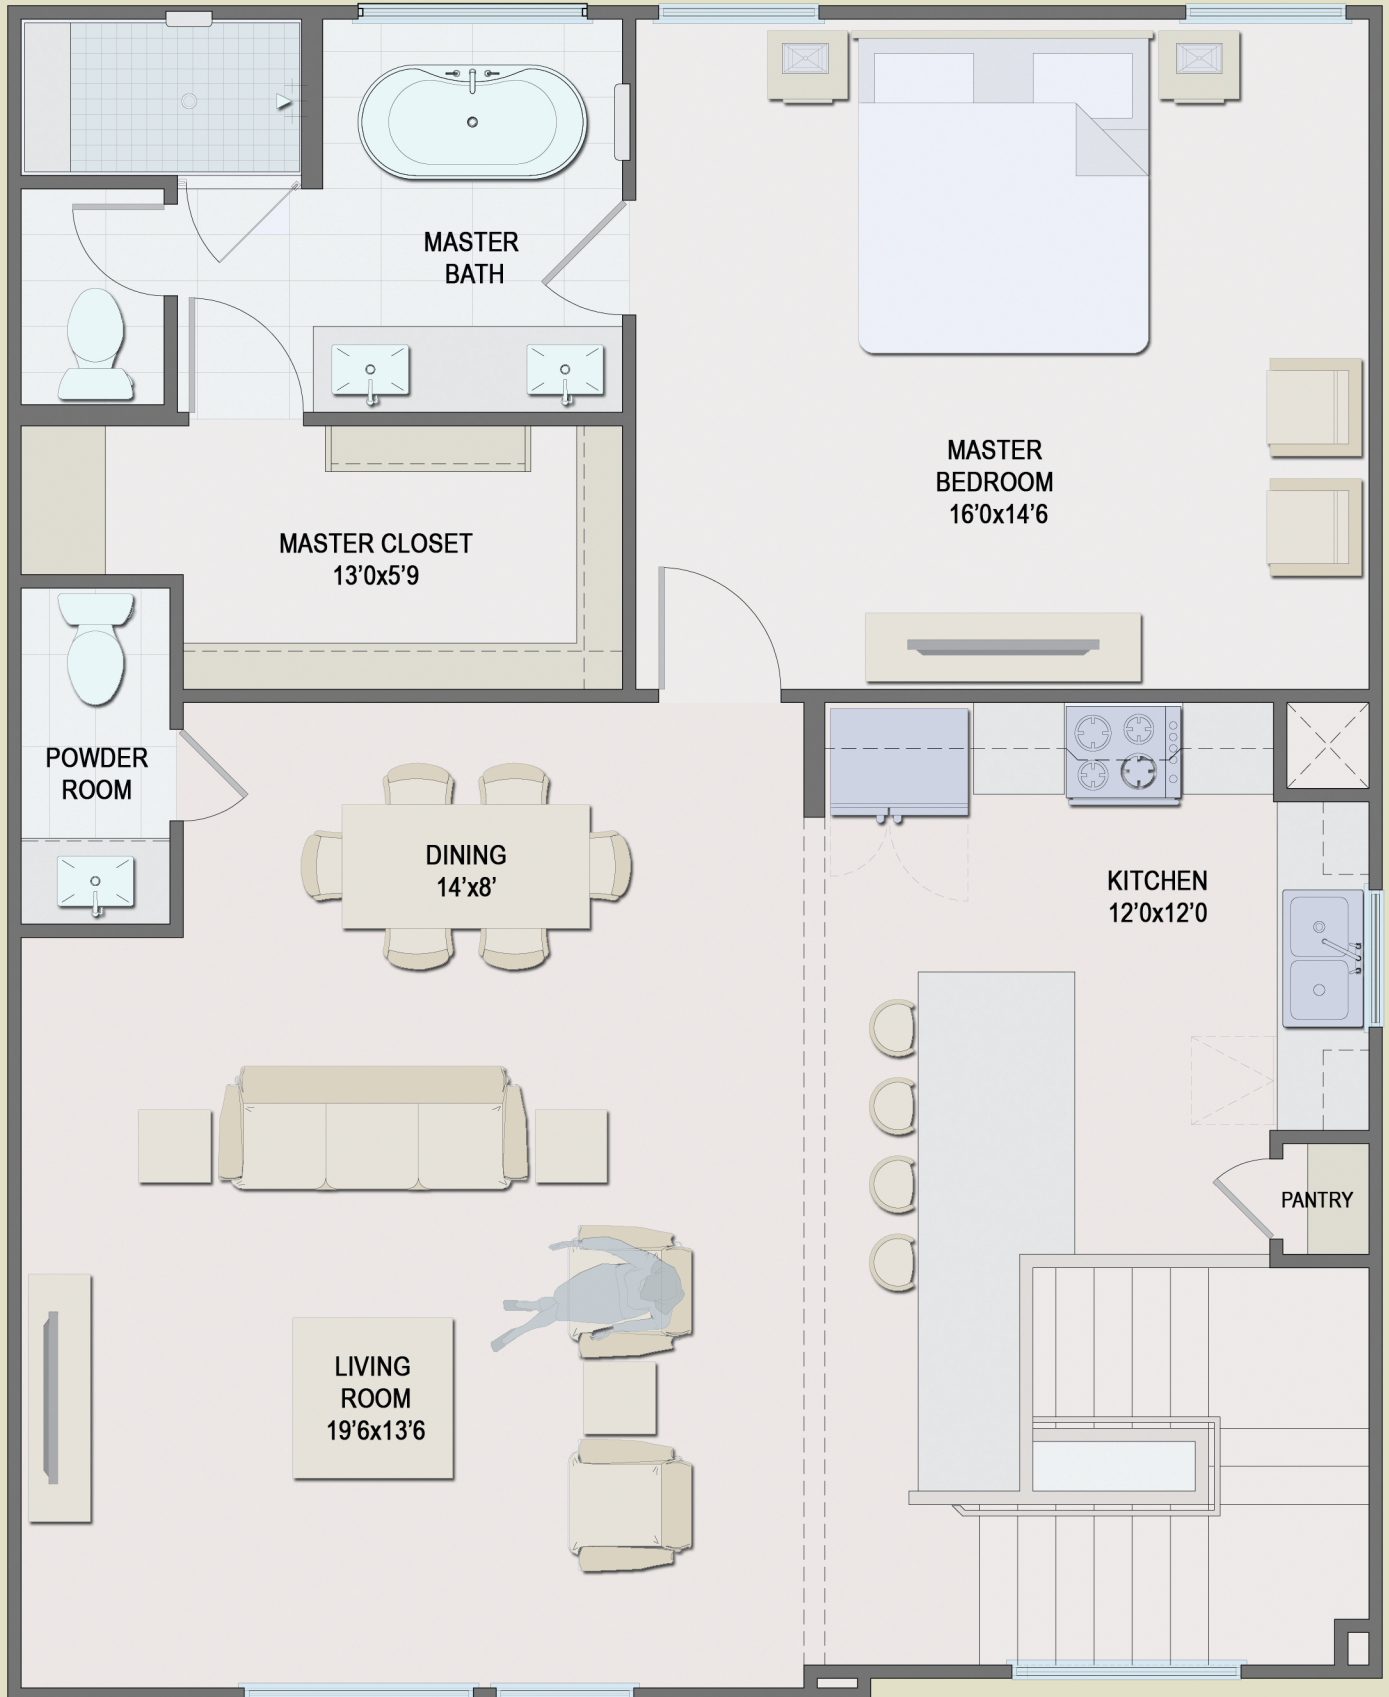 MASTER
BATH
MASTER
BEDROOM
16'0x14'6
MASTER CLOSET
13'0x5'9
POWDER
ROOM
DINING
14'x8'
KITCHEN
12'0x12'0
PANTRY
LIVING
ROOM
19'6x13'6